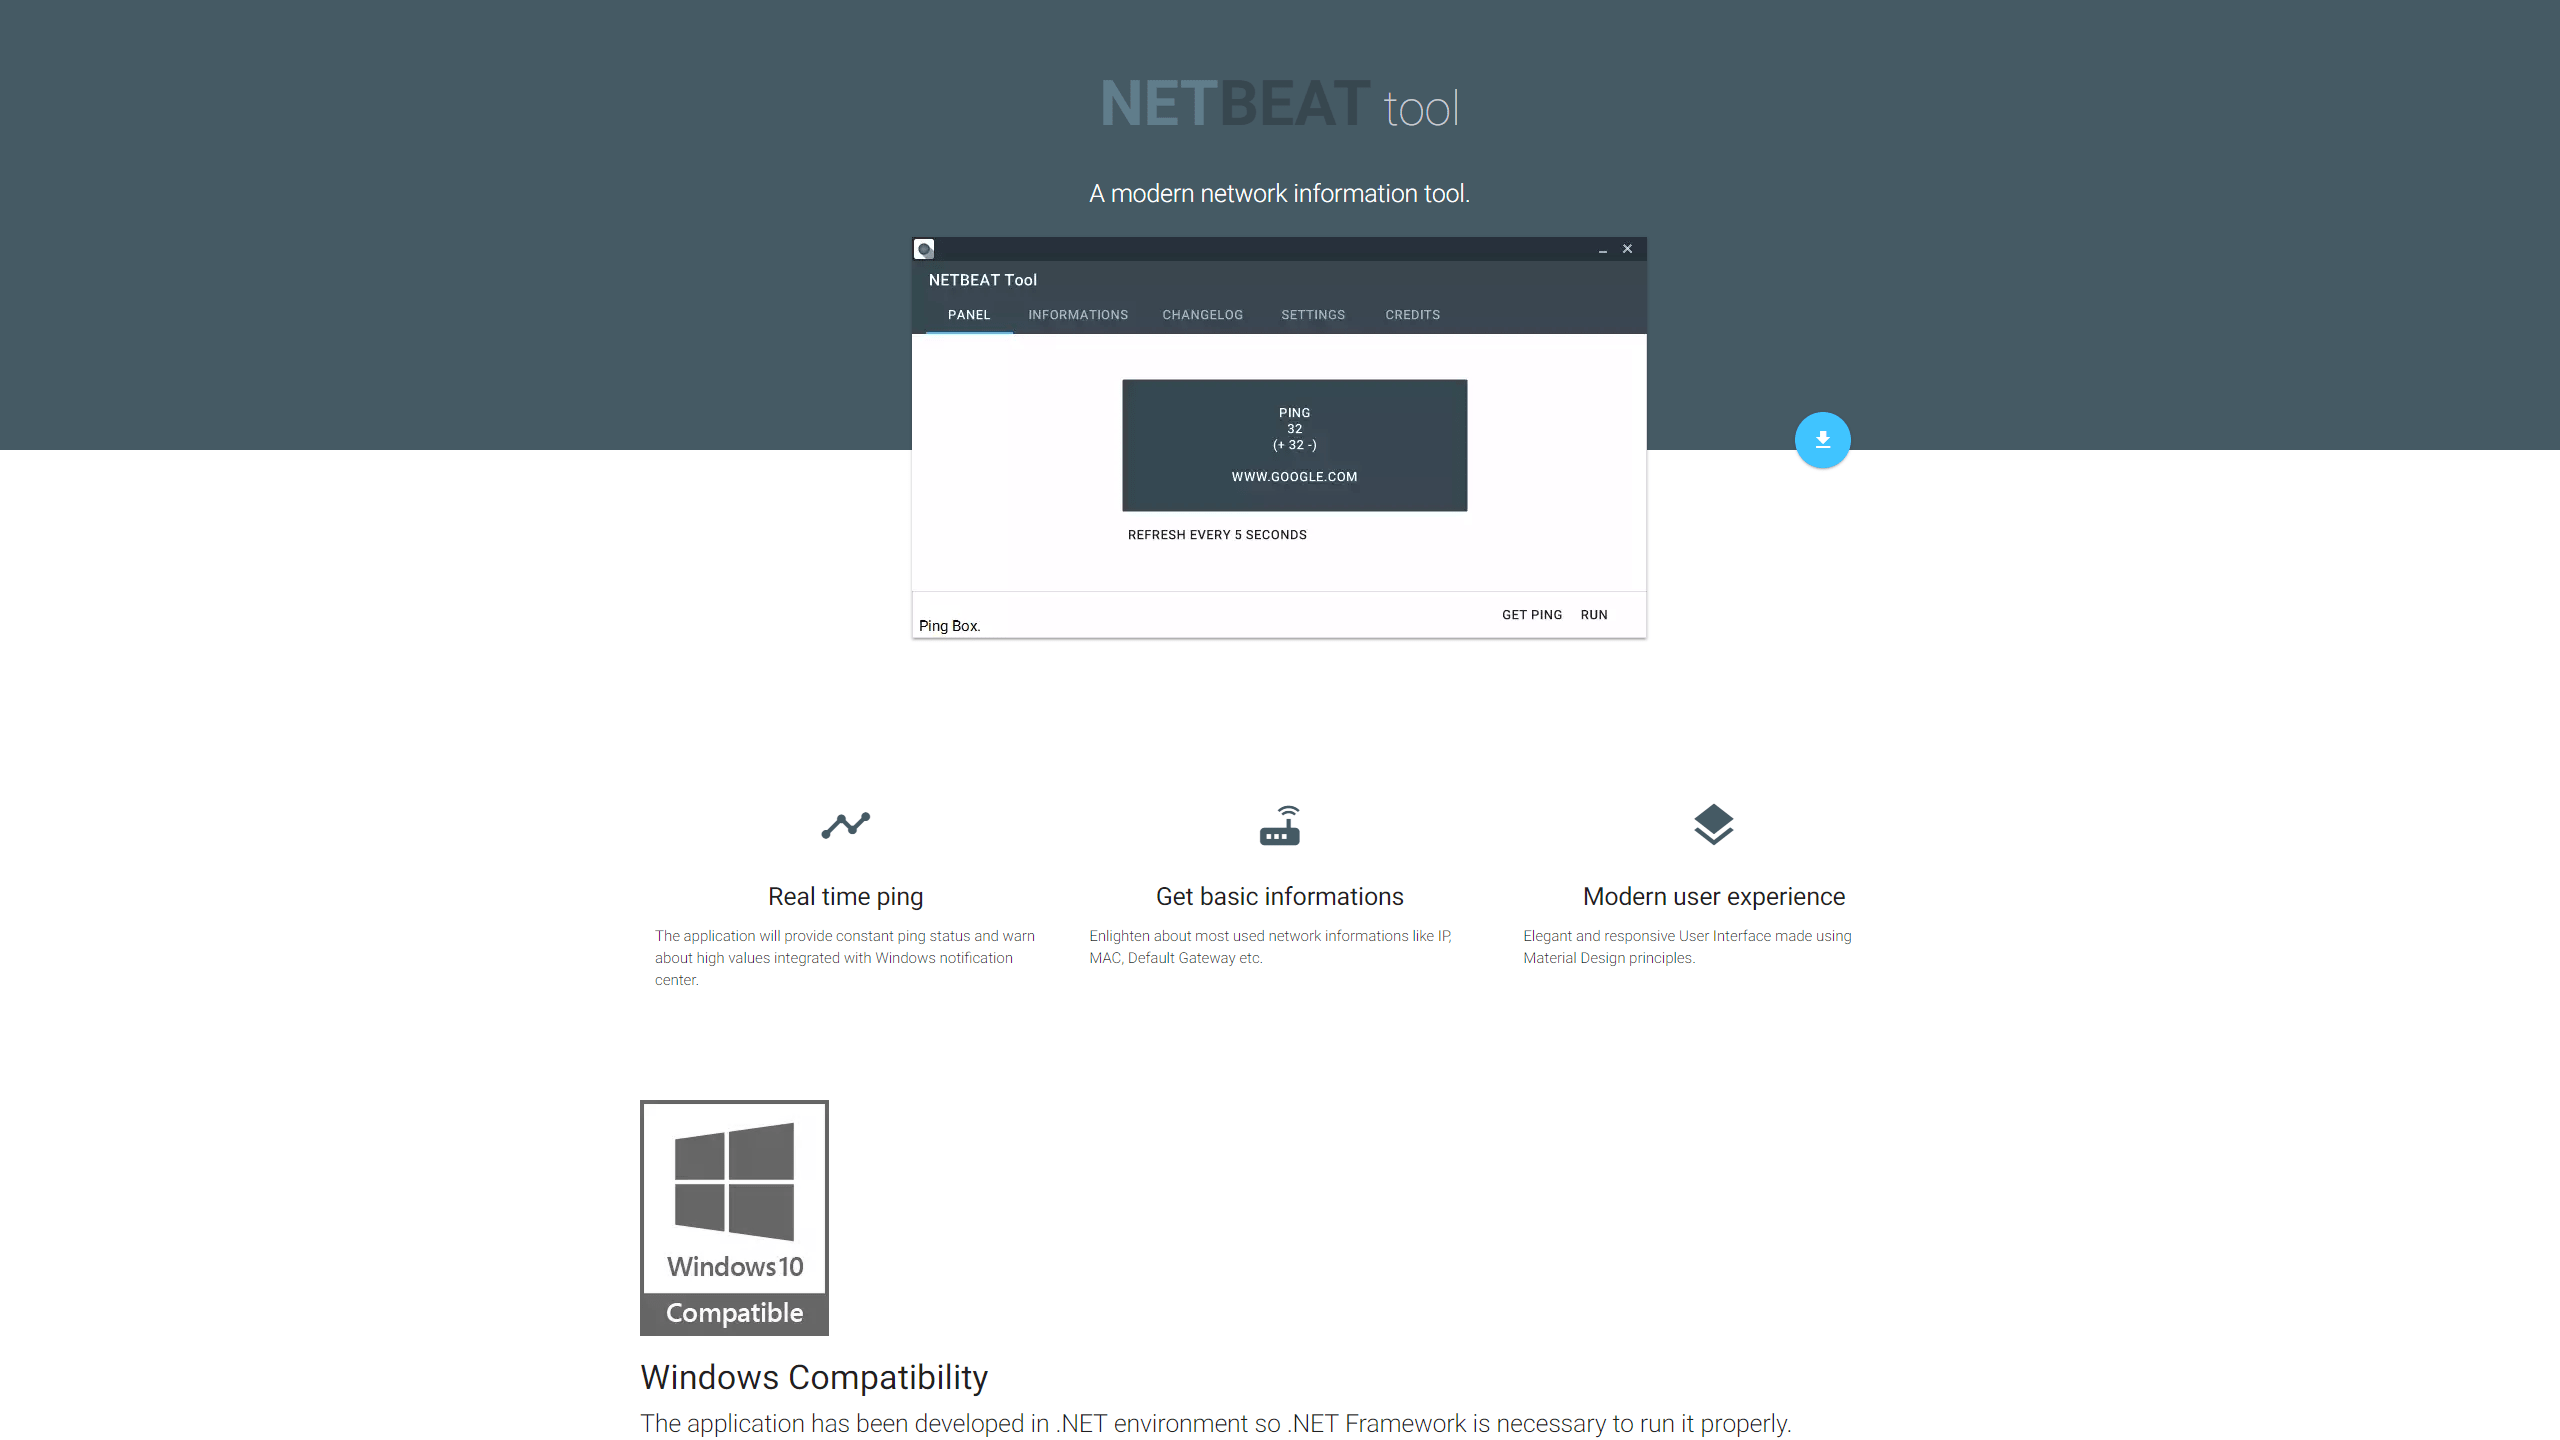 NETBEAT tool
A modern network information tool.
NETBEAT Tool
PANEL INFORMATIONS CHANGELOG SETTINGS CREDITS
PING
32
(+ 32 -)
WWW.GOOGLE.COM
REFRESH EVERY 5 SECONDS
GET PING RUN
Ping Box.
Real time ping
The application will provide constant ping status and warn
about high values integrated with Windows notification
center.
Get basic informations
Enlighten about most used network informations like IP,
MAC, Default Gateway etc.
Modern user experience
Elegant and responsive User Interface made using
Material Design principles.
Windows10
Compatible
Windows Compatibility
The application has been developed in .NET environment so .NET Framework is necessary to run it properly.